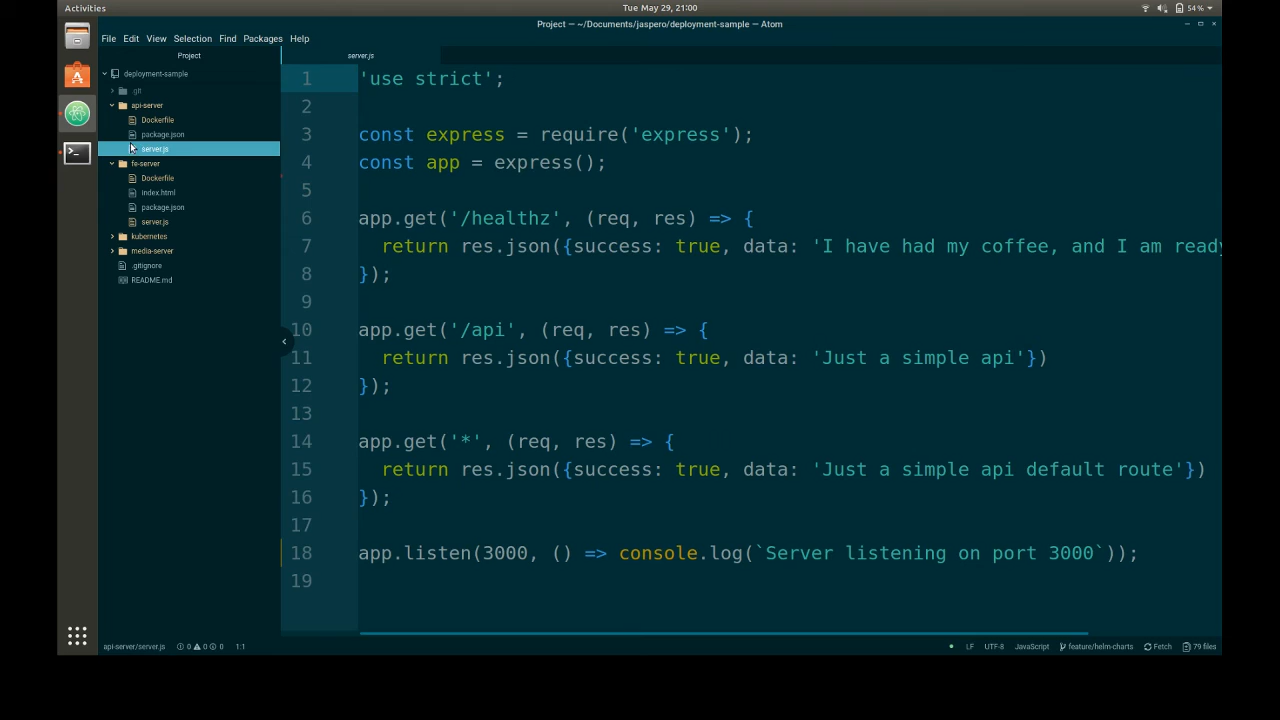 Activities
Tue May 29, 21:00
54 %
Project — ~/Documents/jaspero/deployment-sample — Atom
File Edit View Selection Find Packages Help
Project
server.js
deployment-sample
.git
api-server
Dockerfile
package.json
server.js
fe-server
Dockerfile
index.html
package.json
server.js
kubernetes
media-server
.gitignore
README.md
1 'use strict';
2
3 const express = require('express');
4 const app = express();
5
6 app.get('/healthz', (req, res) => {
7 return res.json({success: true, data: 'I have had my coffee, and I am ready
8 });
9
10 app.get('/api', (req, res) => {
11 return res.json({success: true, data: 'Just a simple api'})
12 });
13
14 app.get('*', (req, res) => {
15 return res.json({success: true, data: 'Just a simple api default route'})
16 });
17
18 app.listen(3000, () => console.log(`Server listening on port 3000`));
19
api-server/server.js 0 0 0 1:1
LF UTF-8 JavaScript feature/helm-charts Fetch 79 files